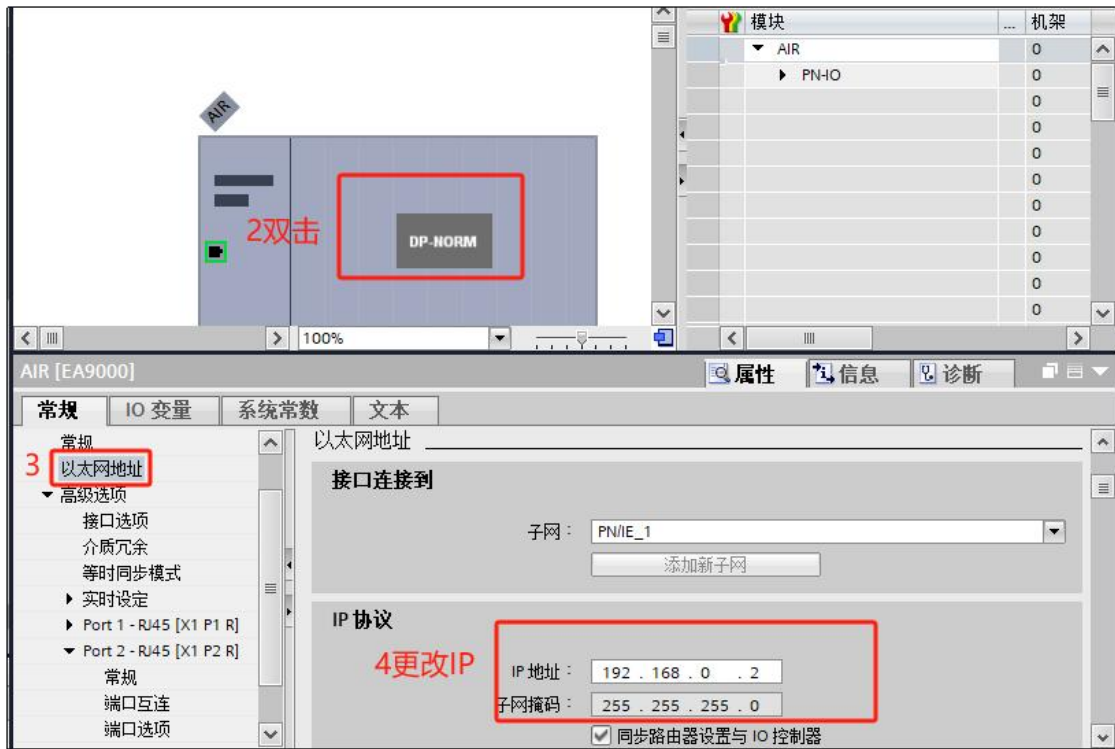 模块 ... 机架
AIR 0
PN-IO 0
0
0
0
0
0
0
0
0
0
AIR
2双击
DP-NORM
100%
AIR [EA9000]
属性 信息 诊断
常规 IO 变量 系统常数 文本
常规
3 以太网地址
高级选项
接口选项
介质冗余
等时同步模式
实时设定
Port 1 - RJ45 [X1 P1 R]
Port 2 - RJ45 [X1 P2 R]
常规
端口互连
端口选项
以太网地址
接口连接到
子网: PN/IE_1
添加新子网
IP 协议
4更改IP
IP 地址: 192 . 168 . 0 . 2
子网掩码: 255 . 255 . 255 . 0
同步路由器设置与 IO 控制器